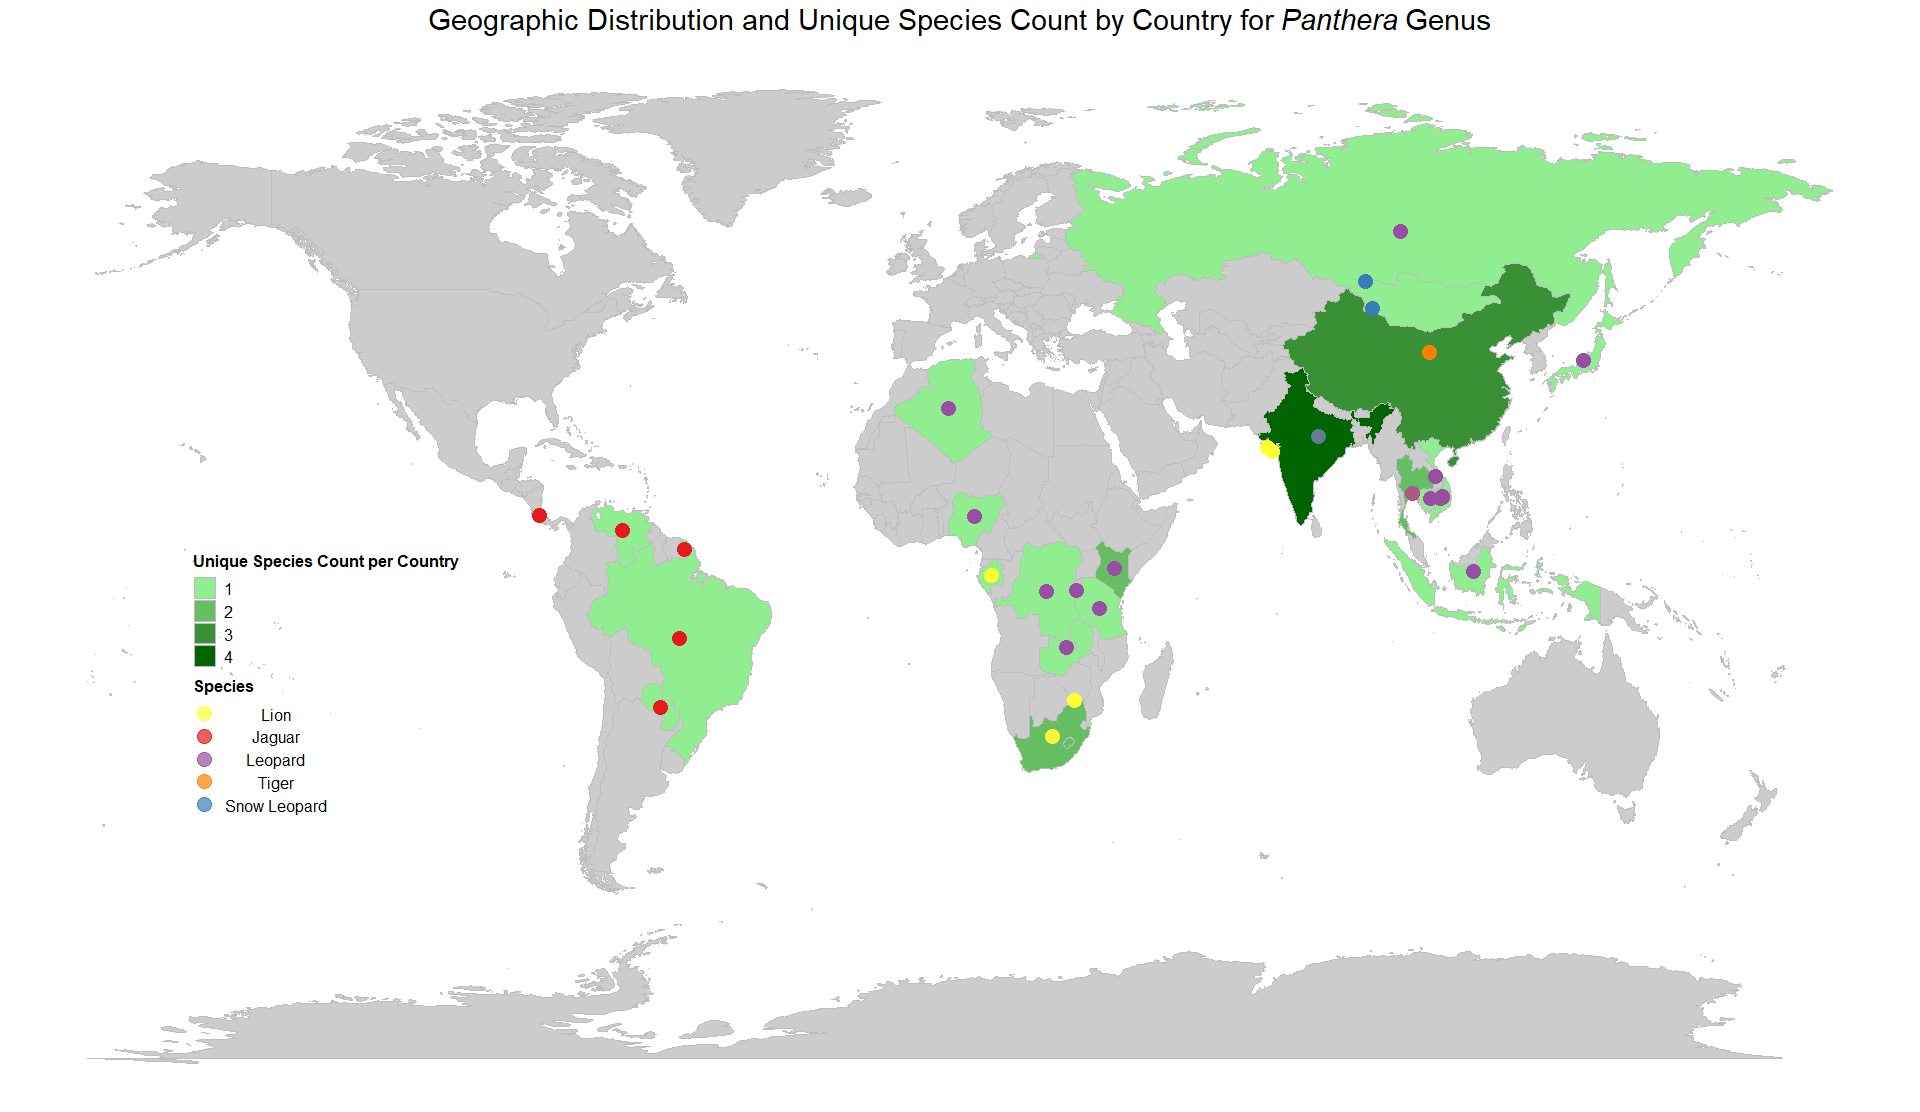 Geographic Distribution and Unique Species Count by Country for Panthera Genus
Unique Species Count per Country
1
2
3
4
Species
Lion
Jaguar
Leopard
Tiger
Snow Leopard